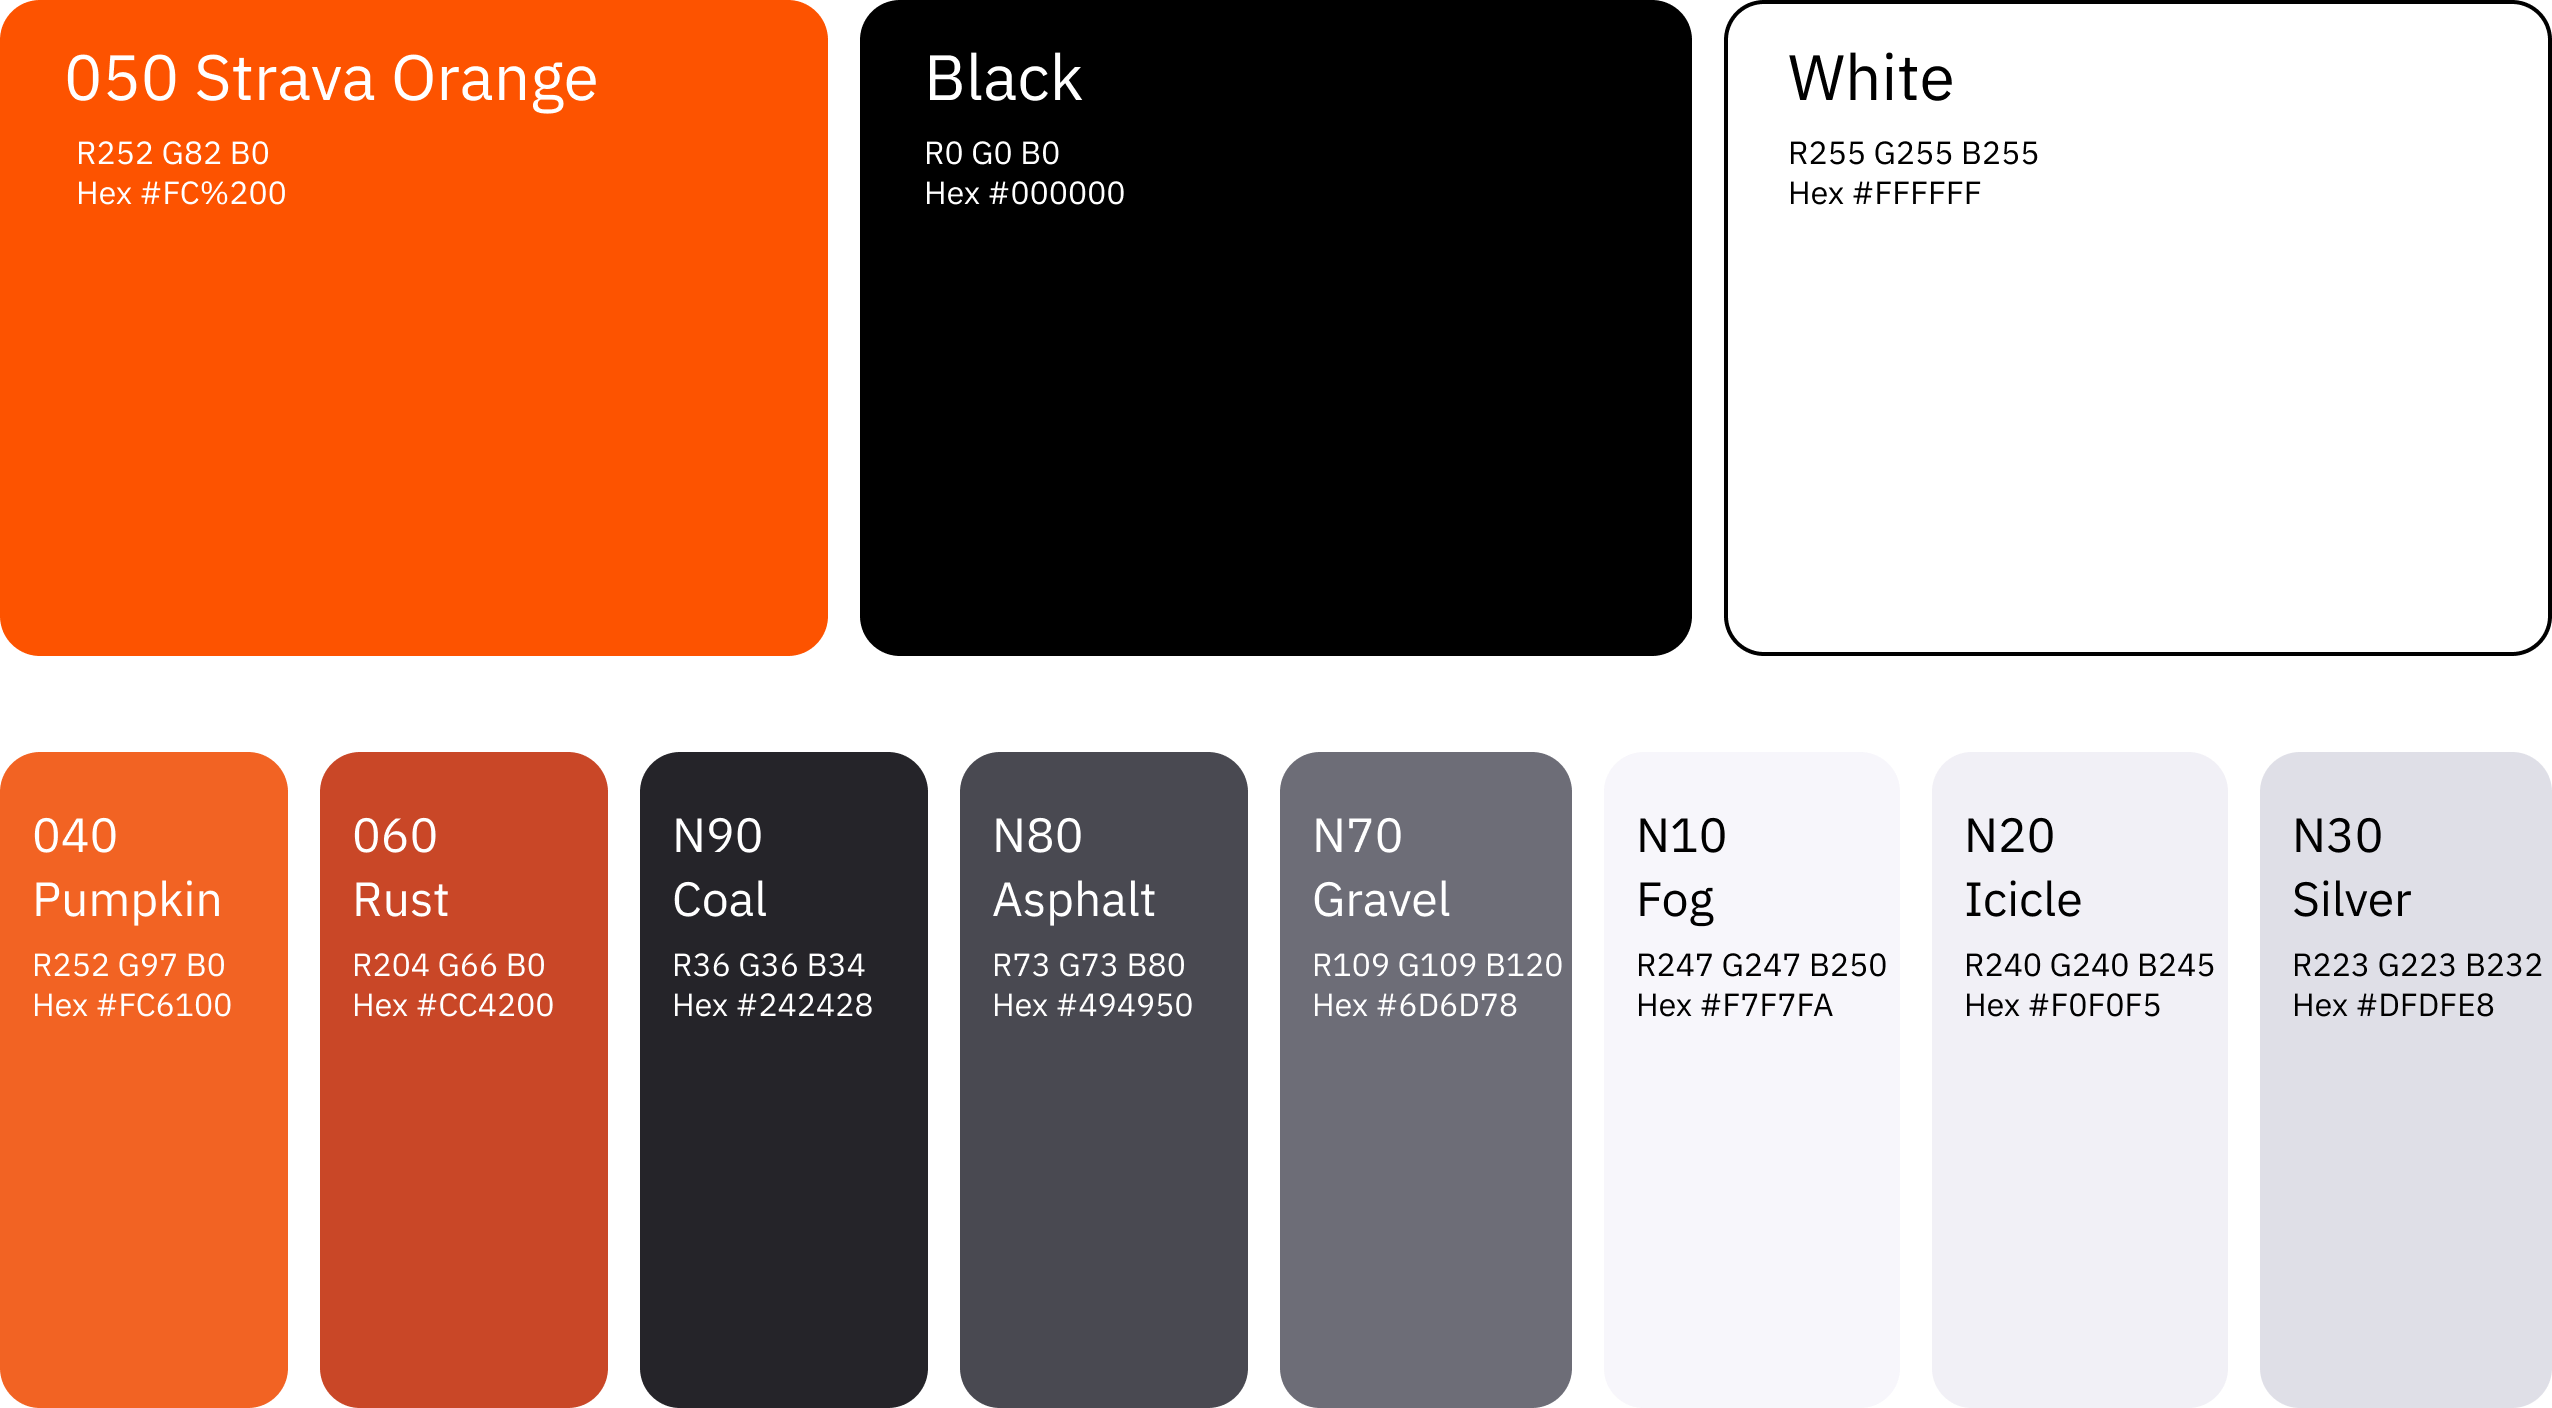 050 Strava Orange
R252 G82 B0
Hex #FC%200
Black
R0 G0 B0
Hex #000000
White
R255 G255 B255
Hex #FFFFFF
040
Pumpkin
R252 G97 B0
Hex #FC6100
060
Rust
R204 G66 B0
Hex #CC4200
N90
Coal
R36 G36 B34
Hex #242428
N80
Asphalt
R73 G73 B80
Hex #494950
N70
Gravel
R109 G109 B120
Hex #6D6D78
N10
Fog
R247 G247 B250
Hex #F7F7FA
N20
Icicle
R240 G240 B245
Hex #F0F0F5
N30
Silver
R223 G223 B232
Hex #DFDFE8